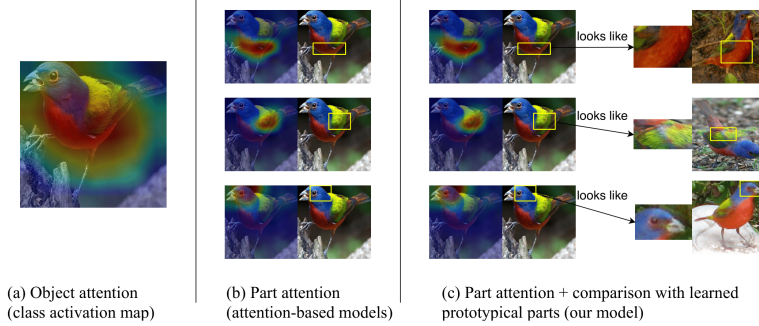 looks like
looks like
looks like
(a) Object attention
(class activation map)
(b) Part attention
(attention-based models)
(c) Part attention + comparison with learned
prototypical parts (our model)